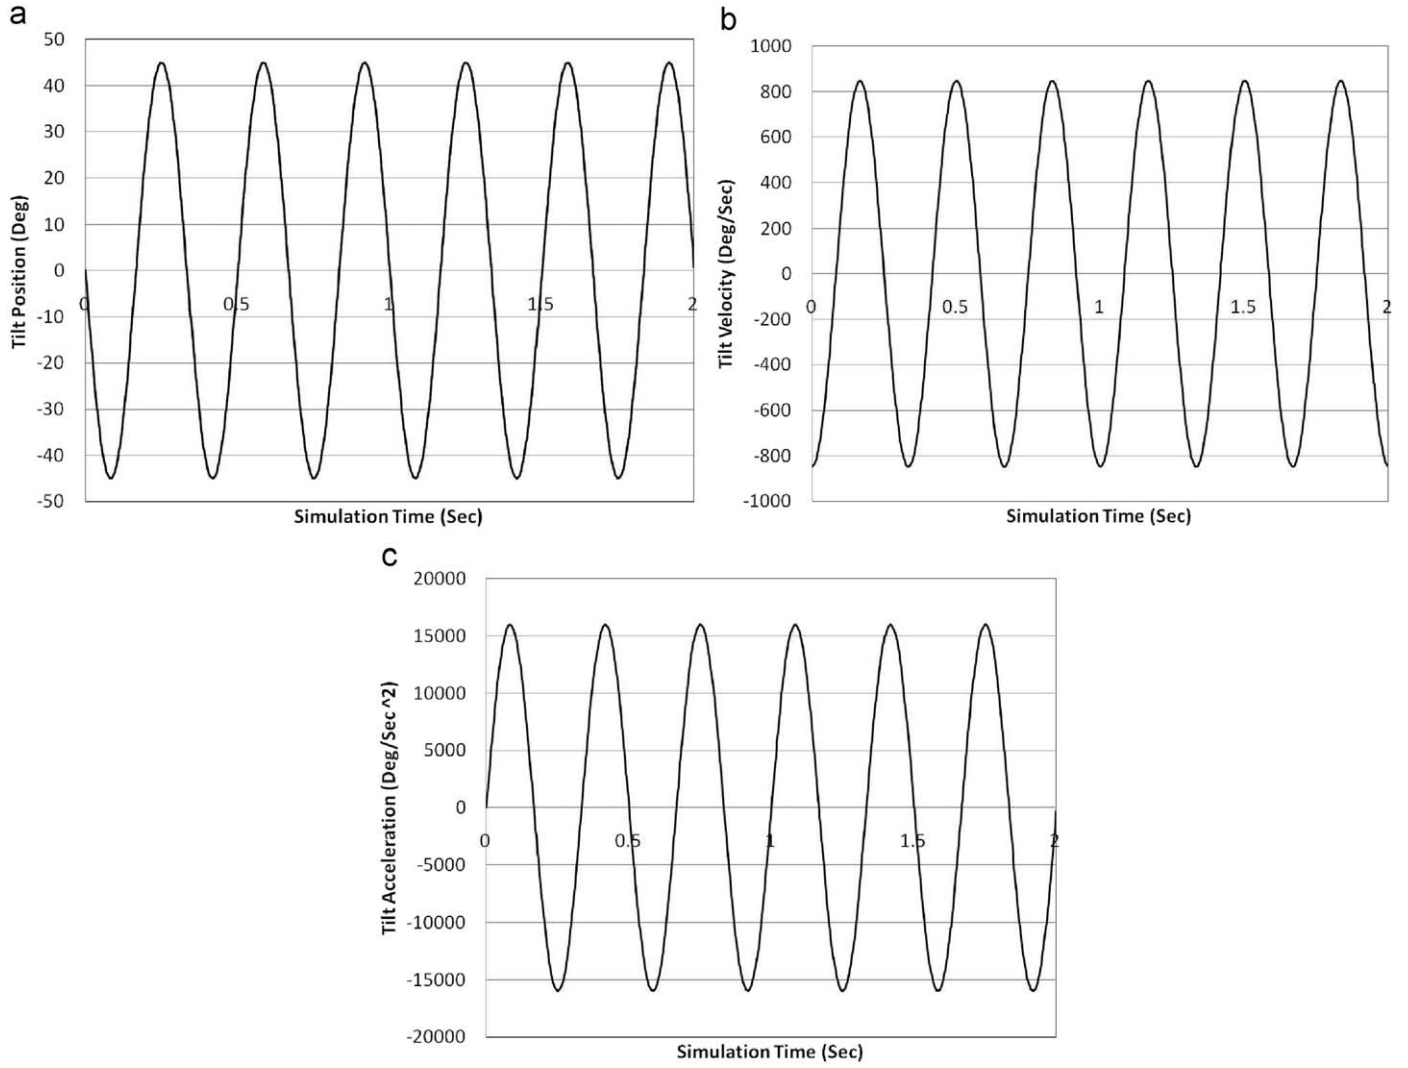 a
50
40
30
20
10
0
-10
-20
-30
-40
-50
0 0.5 1 1.5 2
Tilt Position (Deg)
Simulation Time (Sec)
b
1000
800
600
400
200
0
-200
-400
-600
-800
-1000
0 0.5 1 1.5 2
Tilt Velocity (Deg/Sec)
Simulation Time (Sec)
c
20000
15000
10000
5000
0
-5000
-10000
-15000
-20000
0 0.5 1 1.5 2
Tilt Acceleration (Deg/Sec^2)
Simulation Time (Sec)